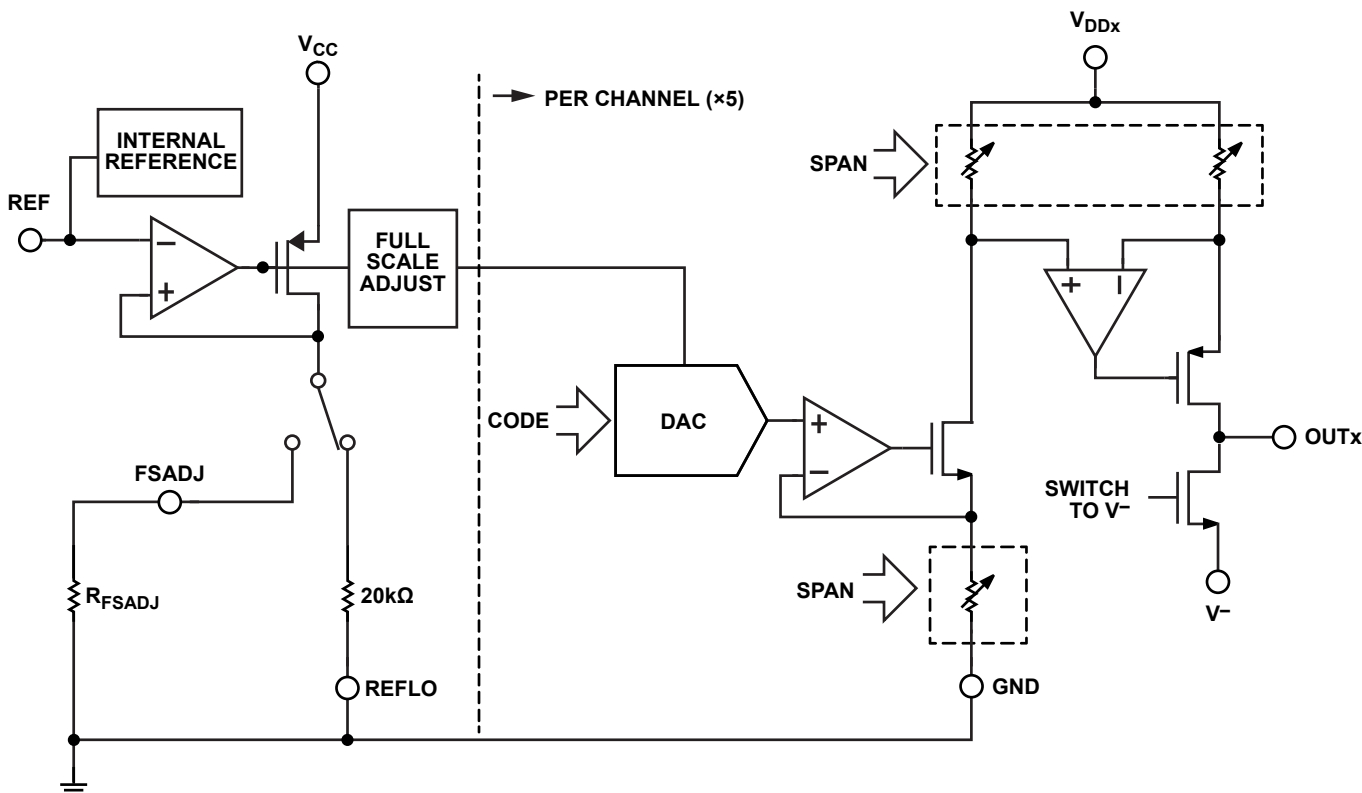 V_DDx
V_CC
PER CHANNEL (×5)
INTERNAL
REFERENCE
SPAN
REF
FULL
SCALE
ADJUST
−
+
+
−
CODE
DAC
+
−
OUTx
FSADJ
SWITCH
TO V⁻
R_FSADJ
20kΩ
SPAN
V⁻
REFLO
GND